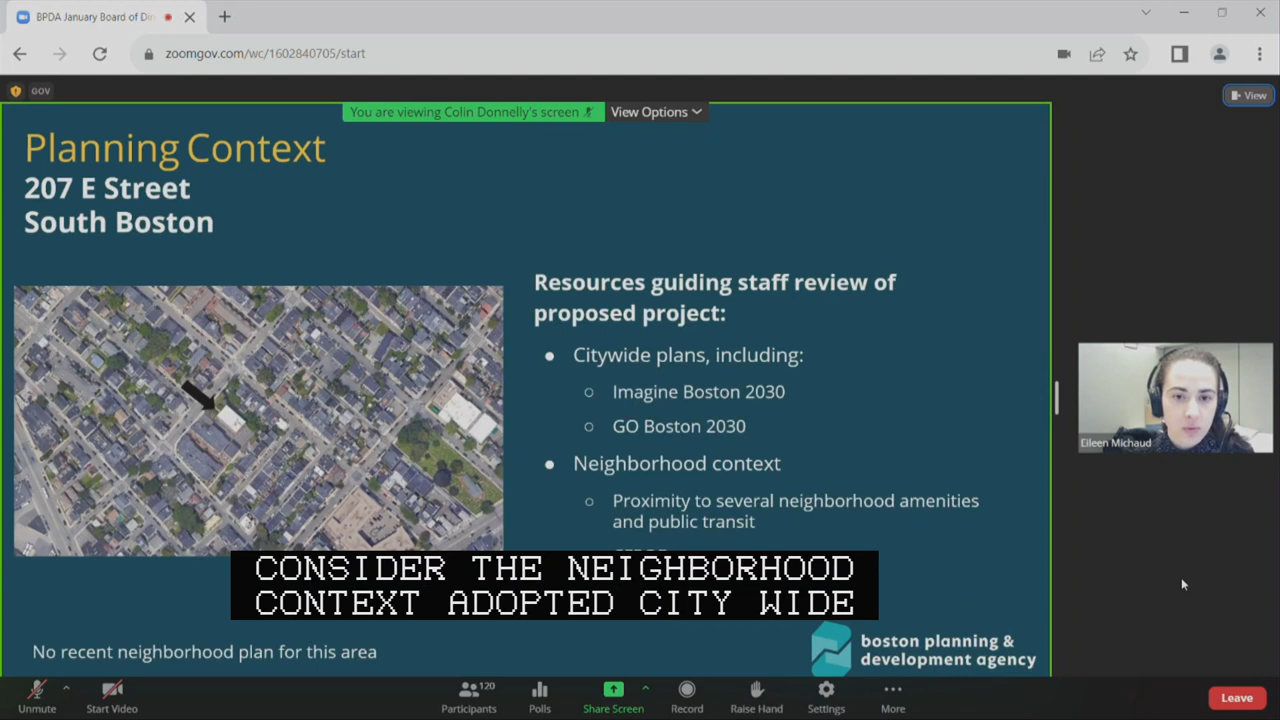 BPDA January Board of Dir
zoomgov.com/wc/1602840705/start
GOV
You are viewing Colin Donnelly's screen
View Options
View
Planning Context
207 E Street
South Boston
Resources guiding staff review of
proposed project:
Citywide plans, including:
Imagine Boston 2030
GO Boston 2030
Neighborhood context
Proximity to several neighborhood amenities
and public transit
Eileen Michaud
CONSIDER THE NEIGHBORHOOD
CONTEXT ADOPTED CITY WIDE
No recent neighborhood plan for this area
boston planning &
development agency
120
Unmute
Start Video
Participants
Polls
Share Screen
Record
Raise Hand
Settings
More
Leave